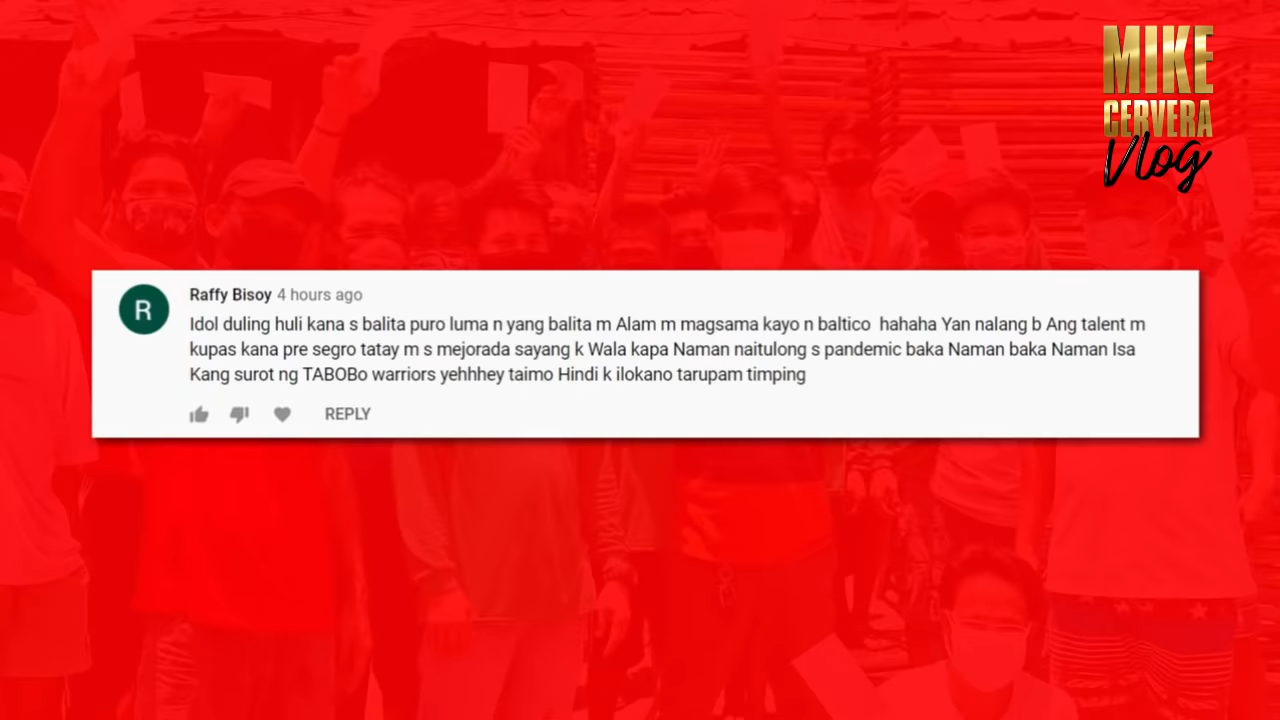 MIKE
CERVERA
Vlog
R
Raffy Bisoy 4 hours ago
Idol duling huli kana s balita puro luma n yang balita m Alam m magsama kayo n baltico hahaha Yan nalang b Ang talent m
kupas kana pre segro tatay m s mejorada sayang k Wala kapa Naman naitulong s pandemic baka Naman baka Naman Isa
Kang surot ng TABOBo warriors yehhhey taimo Hindi k ilokano tarupam timping
REPLY